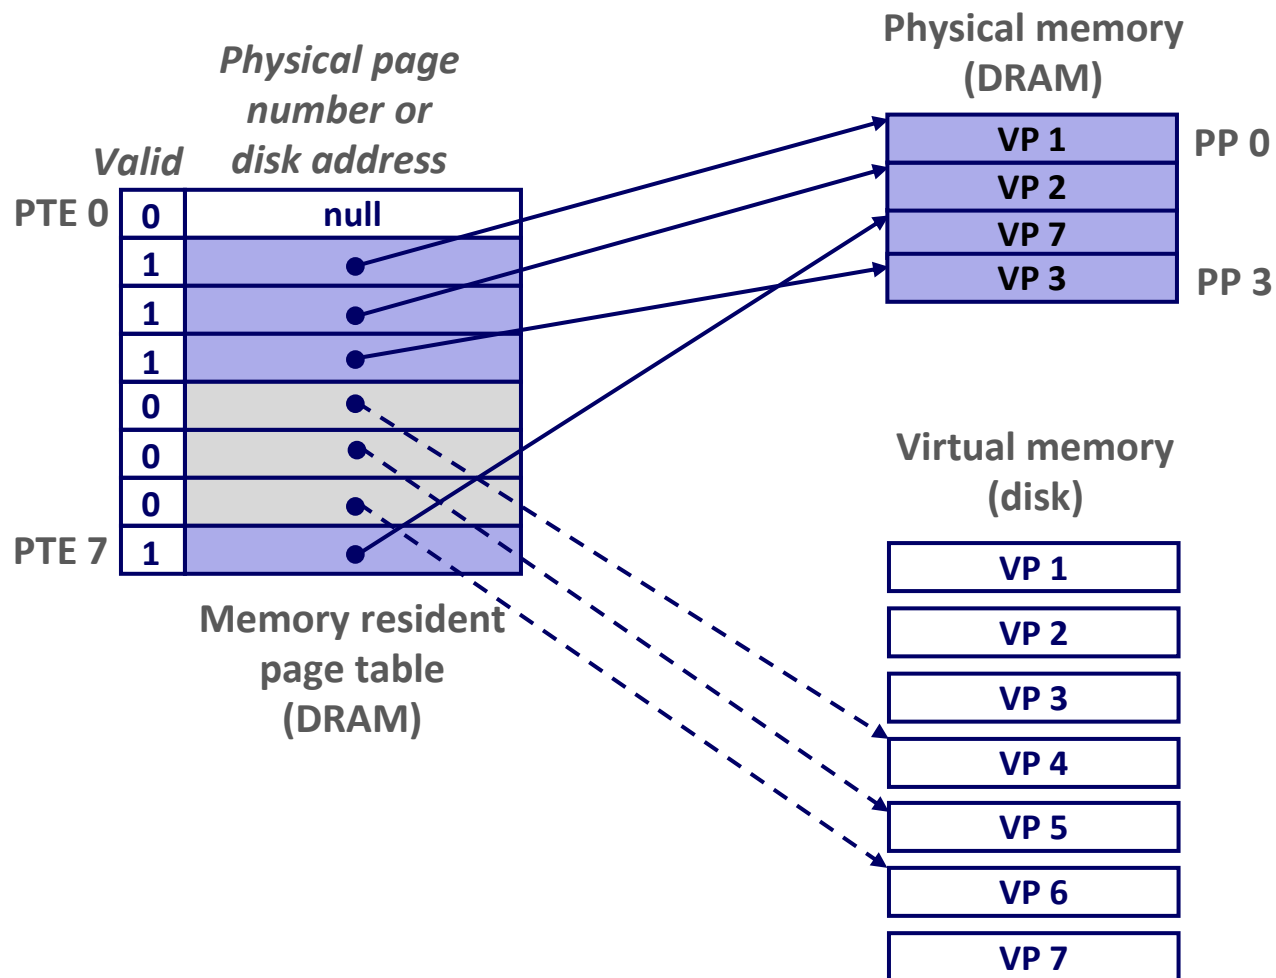 Physical page
number or
disk address
Valid
PTE 0
0
null
1
1
1
0
0
0
PTE 7
1
Memory resident
page table
(DRAM)
Physical memory
(DRAM)
VP 1
PP 0
VP 2
VP 7
VP 3
PP 3
Virtual memory
(disk)
VP 1
VP 2
VP 3
VP 4
VP 5
VP 6
VP 7